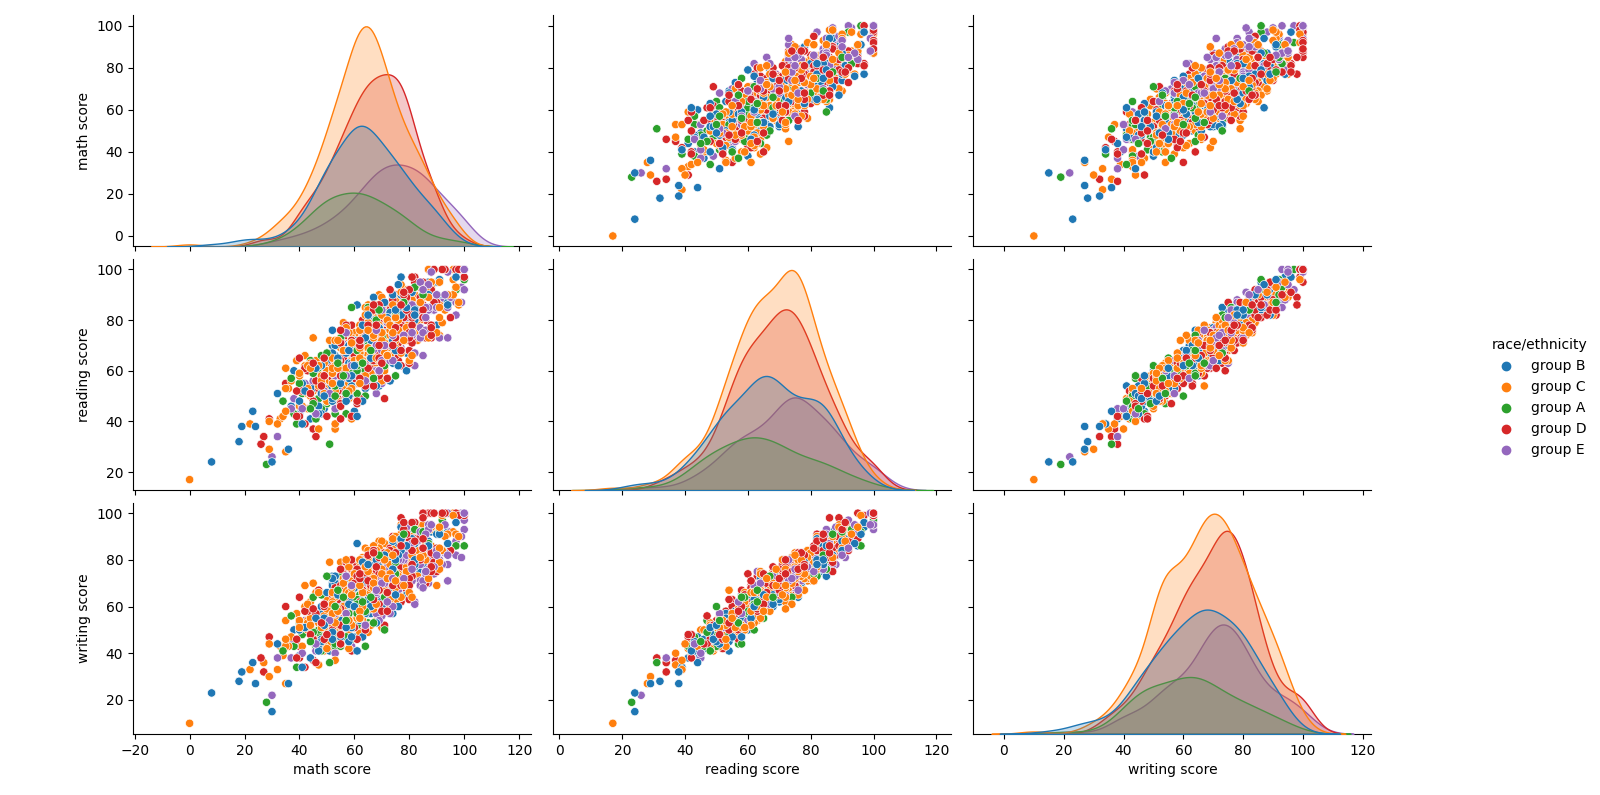 100
80
60
40
20
0
math score
100
80
60
40
20
reading score
race/ethnicity
group B
group C
group A
group D
group E
100
80
60
40
20
writing score
−20 0 20 40 60 80 100 120
0 20 40 60 80 100 120
0 20 40 60 80 100 120
math score
reading score
writing score